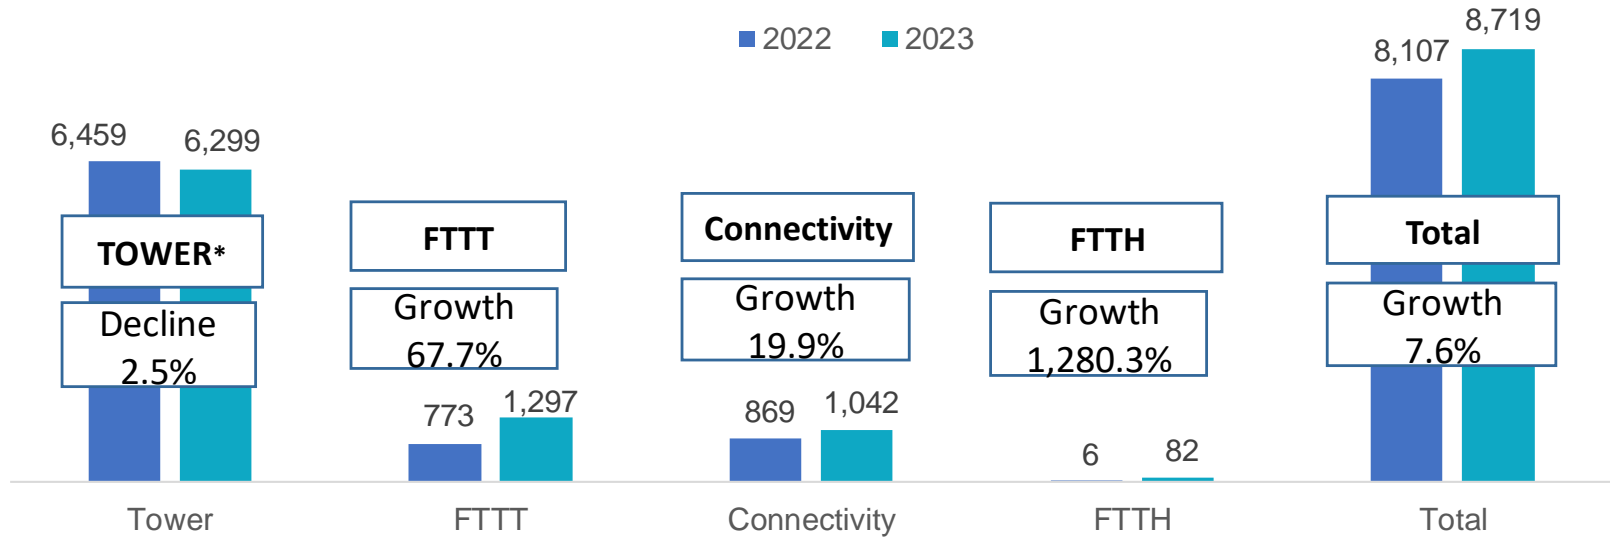 2022 2023
6,459 6,299
TOWER*
Decline
2.5%
773 1,297
FTTT
Growth
67.7%
869 1,042
Connectivity
Growth
19.9%
6 82
FTTH
Growth
1,280.3%
8,107 8,719
Total
Growth
7.6%
Tower FTTT Connectivity FTTH Total